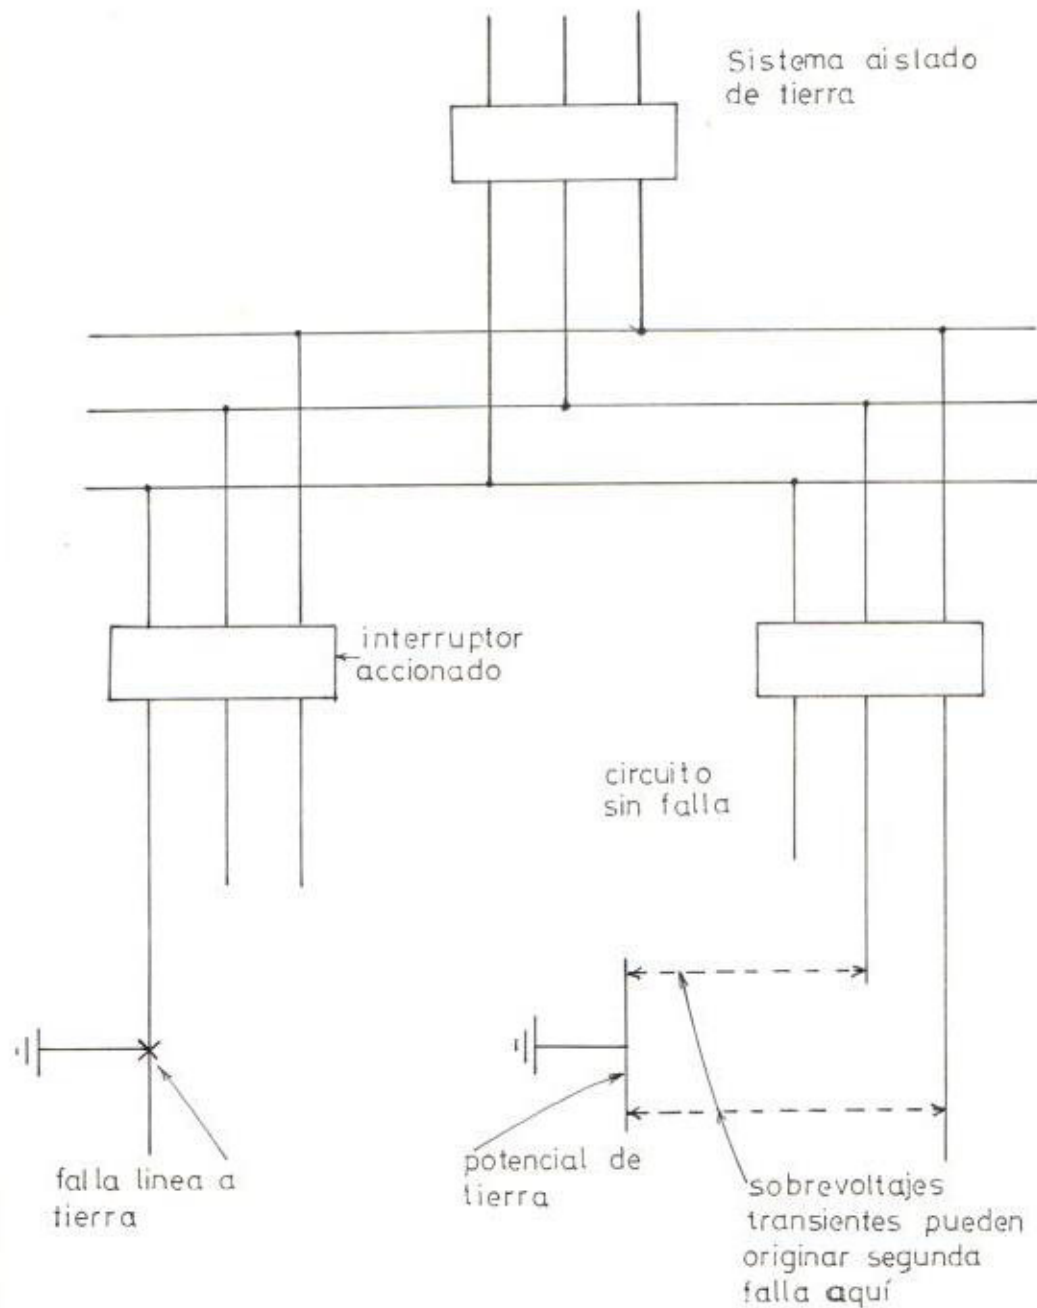 Sistema aislado
de tierra
interruptor
accionado
circuito
sin falla
falla linea a
tierra
potencial de
tierra
sobrevoltajes
transientes pueden
originar segunda
falla aquí